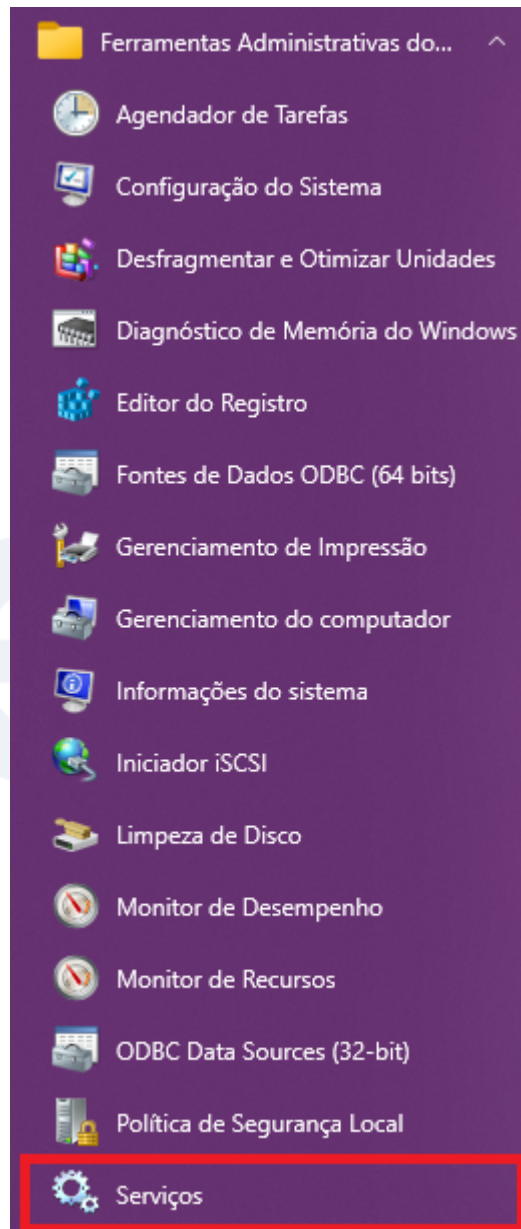 Ferramentas Administrativas do...
Agendador de Tarefas
Configuração do Sistema
Desfragmentar e Otimizar Unidades
Diagnóstico de Memória do Windows
Editor do Registro
Fontes de Dados ODBC (64 bits)
Gerenciamento de Impressão
Gerenciamento do computador
Informações do sistema
Iniciador iSCSI
Limpeza de Disco
Monitor de Desempenho
Monitor de Recursos
ODBC Data Sources (32-bit)
Política de Segurança Local
Serviços